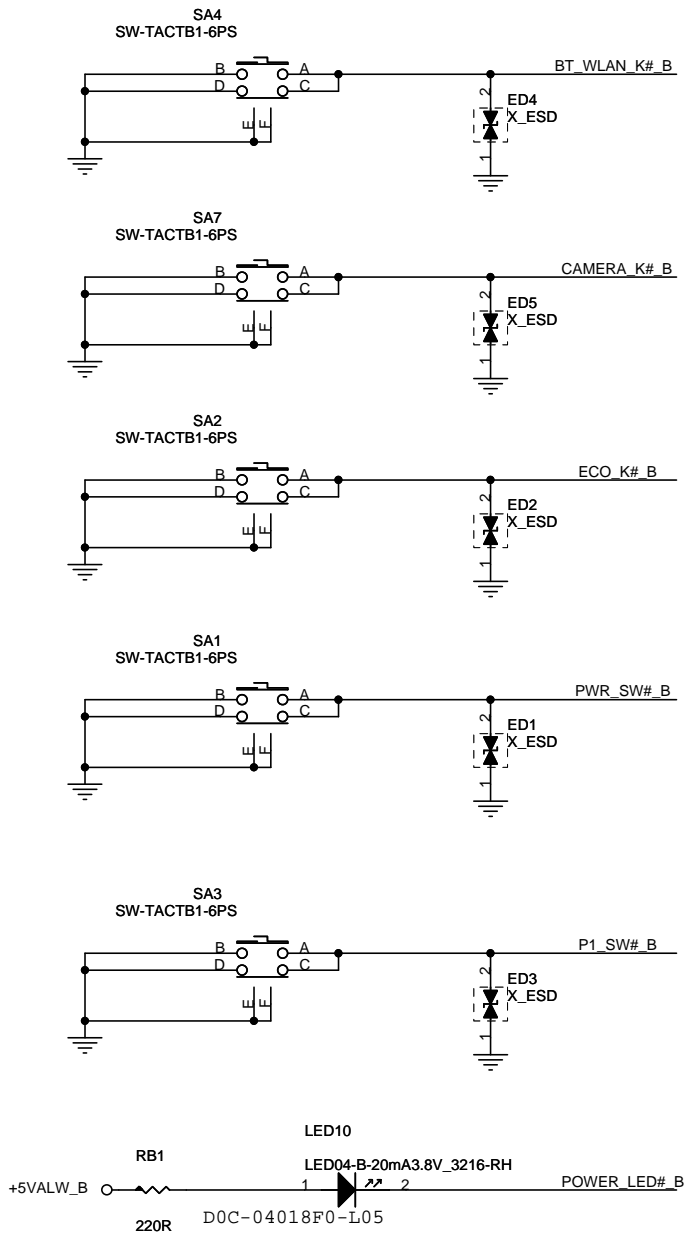 SA4
SW-TACTB1-6PS
B A BT_WLAN_K#_B
D C
2 ED4
X_ESD
E F
1
SA7
SW-TACTB1-6PS
B A CAMERA_K#_B
D C
2 ED5
X_ESD
E F
1
SA2
SW-TACTB1-6PS
B A ECO_K#_B
D C
2 ED2
X_ESD
E F
1
SA1
SW-TACTB1-6PS
B A PWR_SW#_B
D C
2 ED1
X_ESD
E F
1
SA3
SW-TACTB1-6PS
B A P1_SW#_B
D C
2 ED3
X_ESD
E F
1
LED10
RB1
LED04-B-20mA3.8V_3216-RH
+5VALW_B 1 2 POWER_LED#_B
220R D0C-04018F0-L05